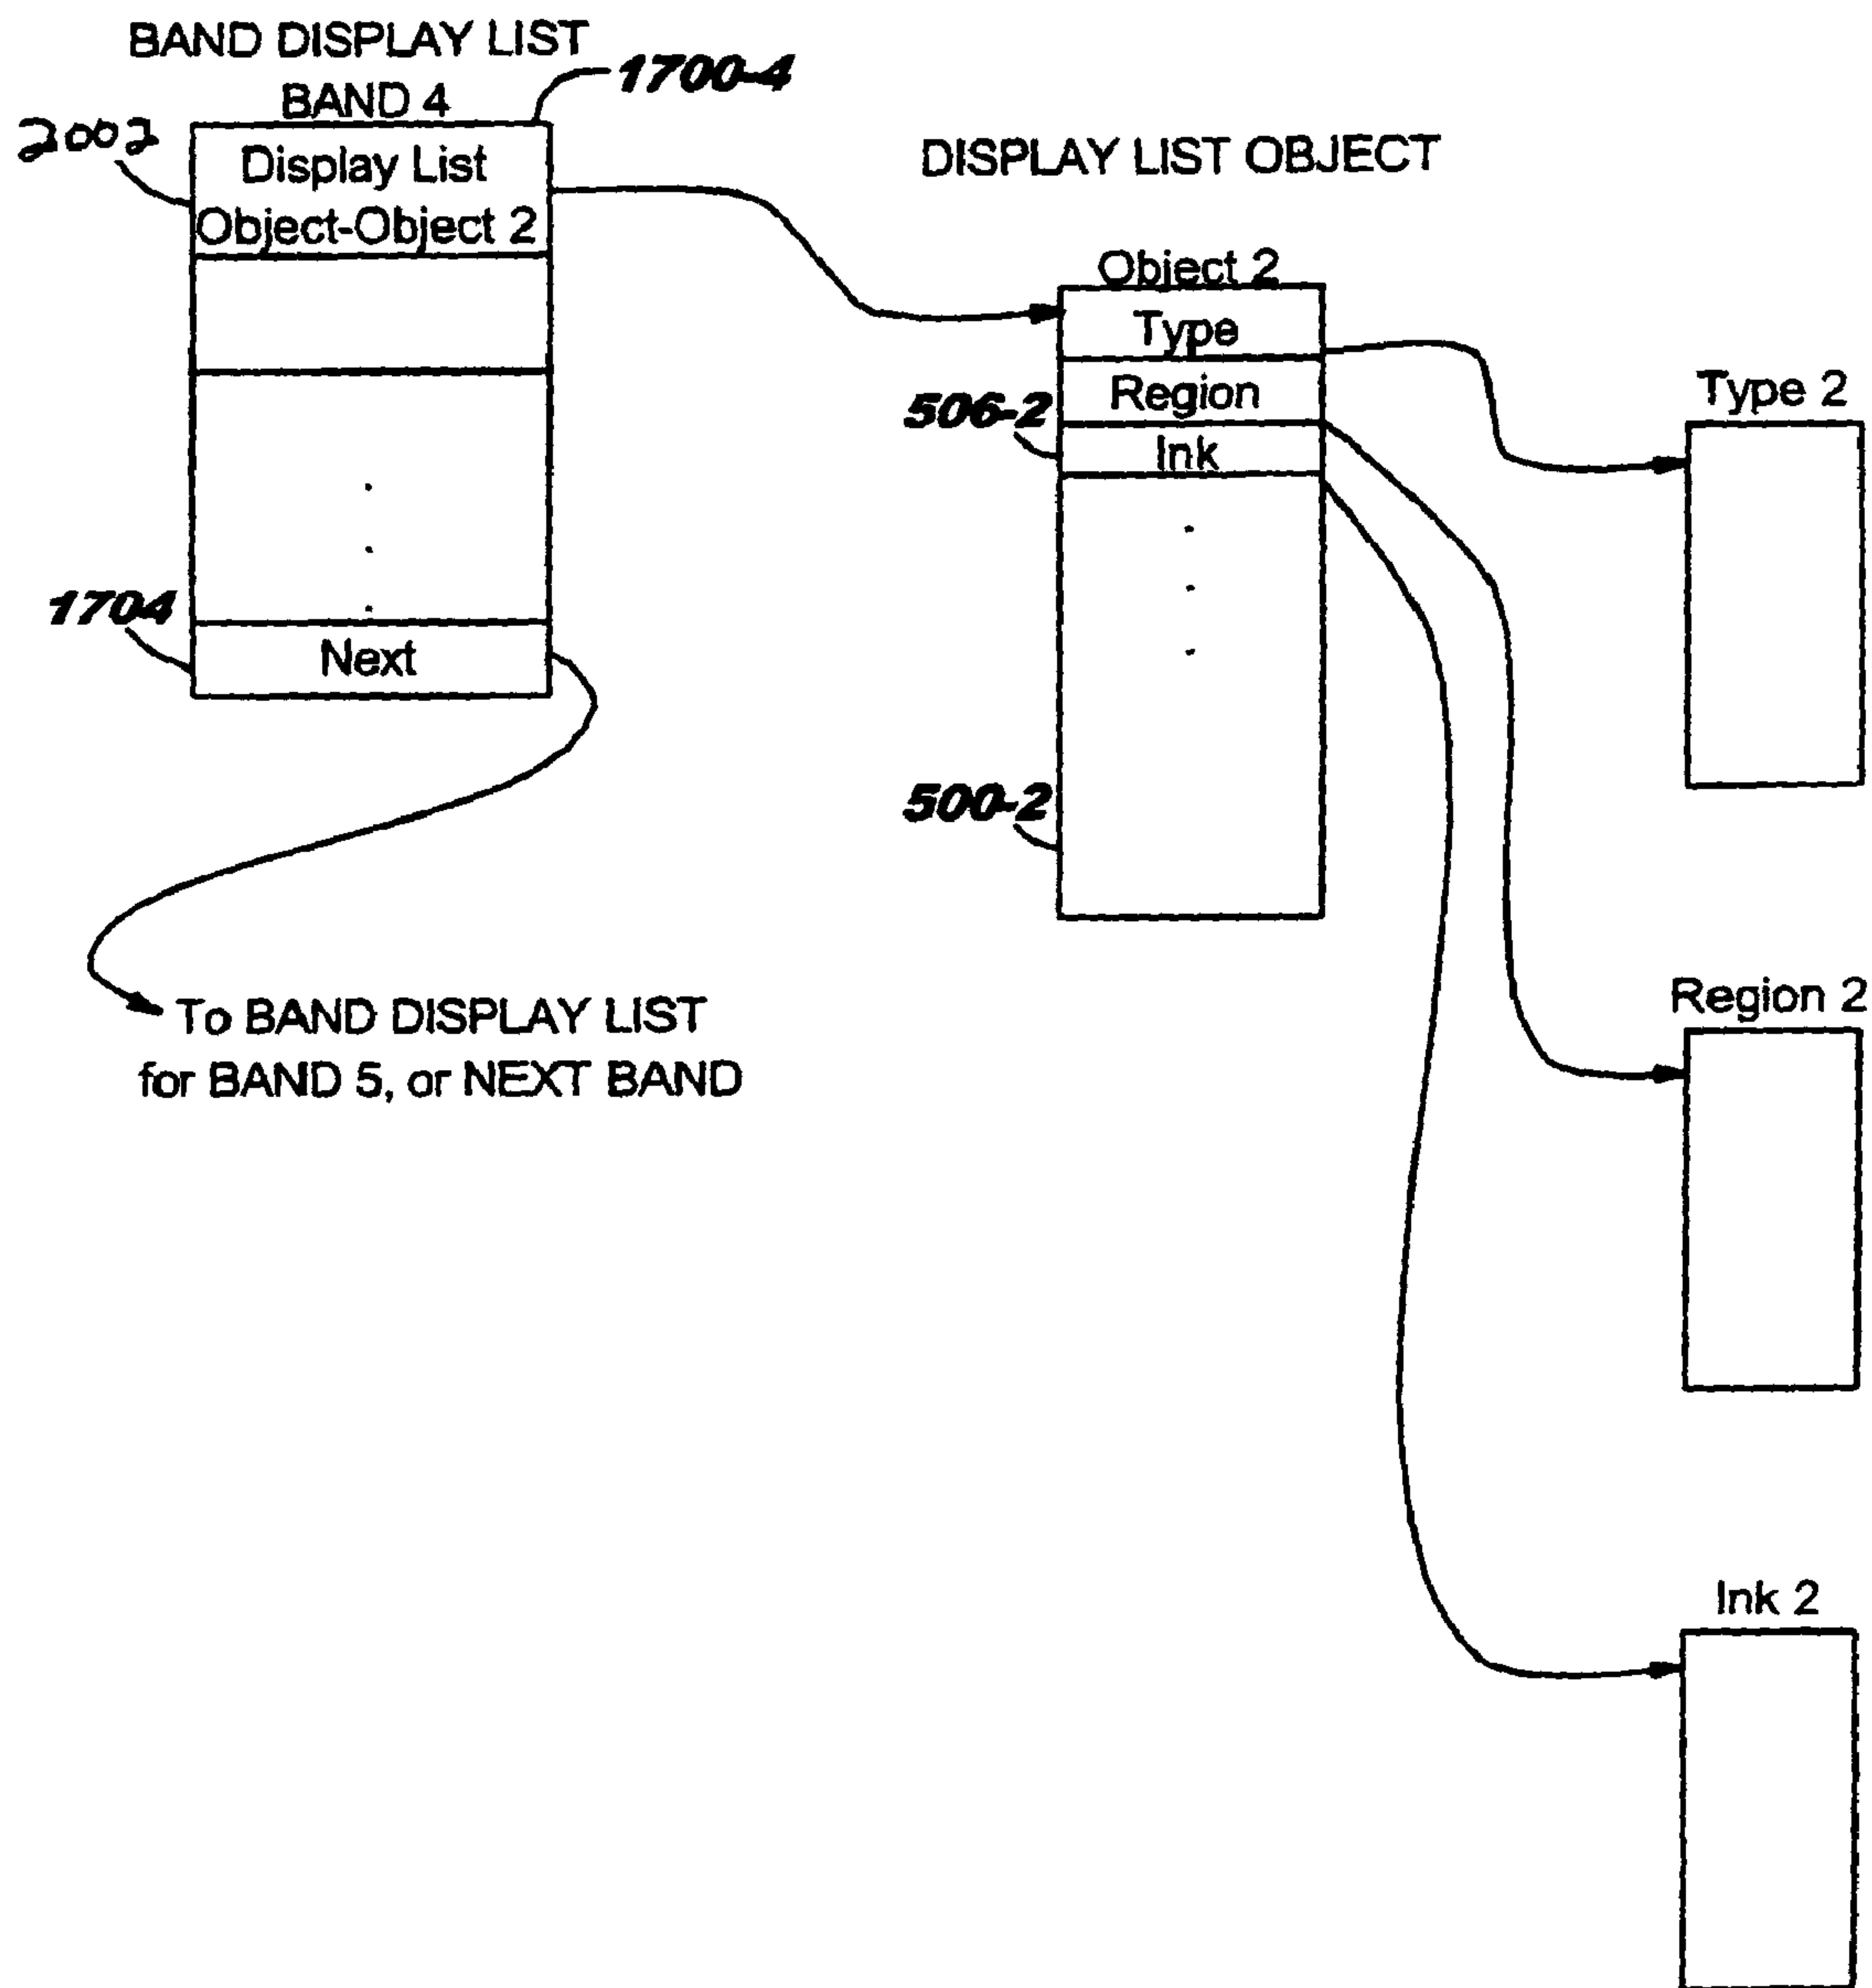 BAND DISPLAY LIST
BAND 4
1700-4
2002
Display List
Object-Object 2
1704
Next
To BAND DISPLAY LIST
for BAND 5, or NEXT BAND
DISPLAY LIST OBJECT
Object 2
Type
Region
506-2
Ink
500-2
Type 2
Region 2
Ink 2